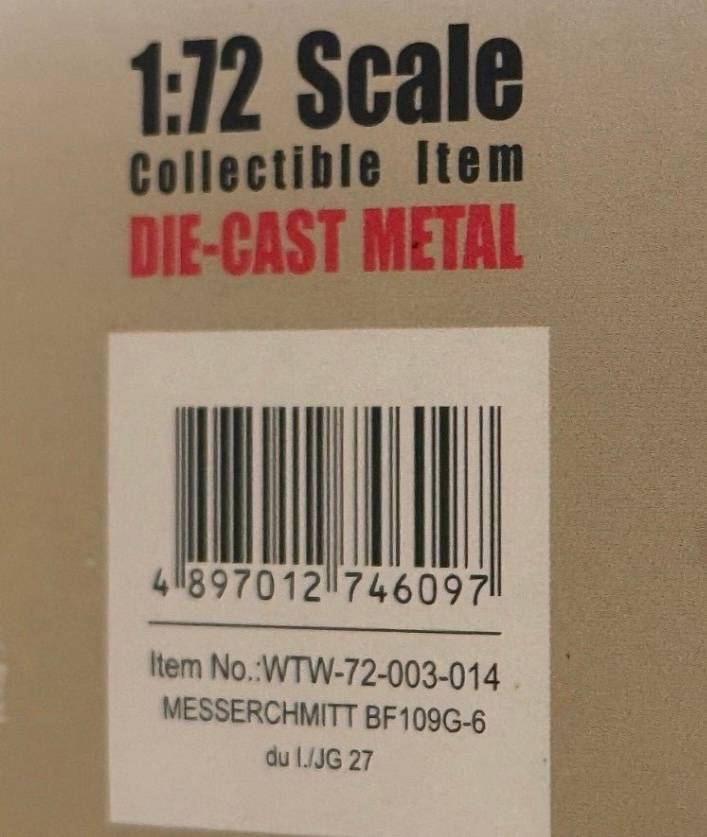 1:72 Scale
Collectible Item
DIE-CAST METAL
4 897012 746097
Item No.:WTW-72-003-014
MESSERCHMITT BF109G-6
du I./JG 27